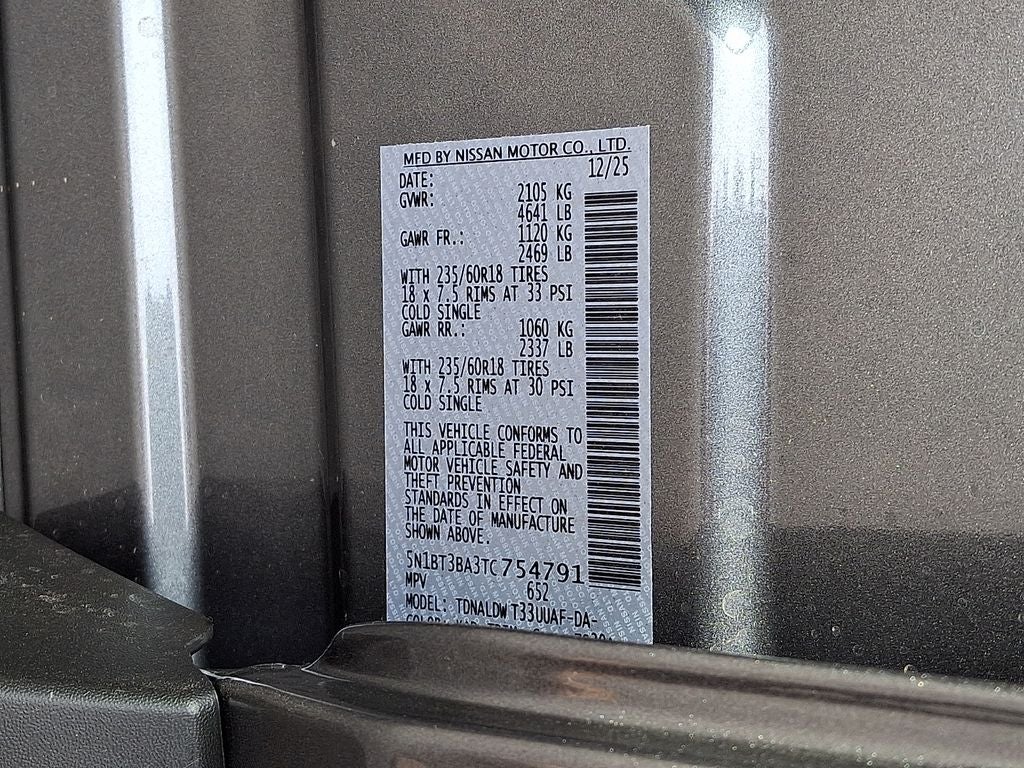 MFD BY NISSAN MOTOR CO., LTD.
DATE: 12/25
GVWR: 2105 KG
4641 LB
GAWR FR.: 1120 KG
2469 LB
WITH 235/60R18 TIRES
18 x 7.5 RIMS AT 33 PSI
COLD SINGLE
GAWR RR.: 1060 KG
2337 LB
WITH 235/60R18 TIRES
18 x 7.5 RIMS AT 30 PSI
COLD SINGLE
THIS VEHICLE CONFORMS TO
ALL APPLICABLE FEDERAL
MOTOR VEHICLE SAFETY AND
THEFT PREVENTION
STANDARDS IN EFFECT ON
THE DATE OF MANUFACTURE
SHOWN ABOVE.
5N1BT3BA3TC754791
MPV 652
MODEL: TDNALDW T33UUAF-DA-